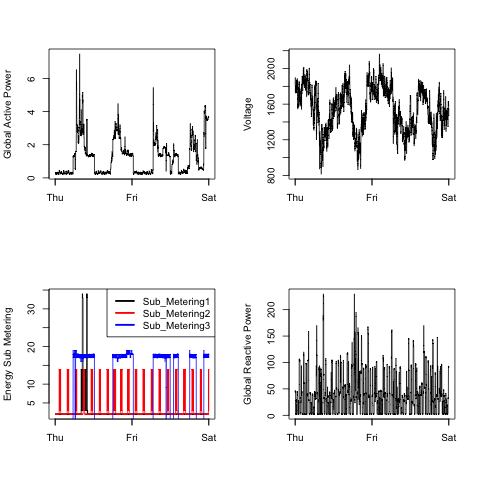 Global Active Power
0 2 4 6
Thu Fri Sat
Voltage
800 1200 1600 2000
Thu Fri Sat
Energy Sub Metering
5 10 20 30
Sub_Metering1
Sub_Metering2
Sub_Metering3
Thu Fri Sat
Global Reactive Power
0 50 100 150 200
Thu Fri Sat